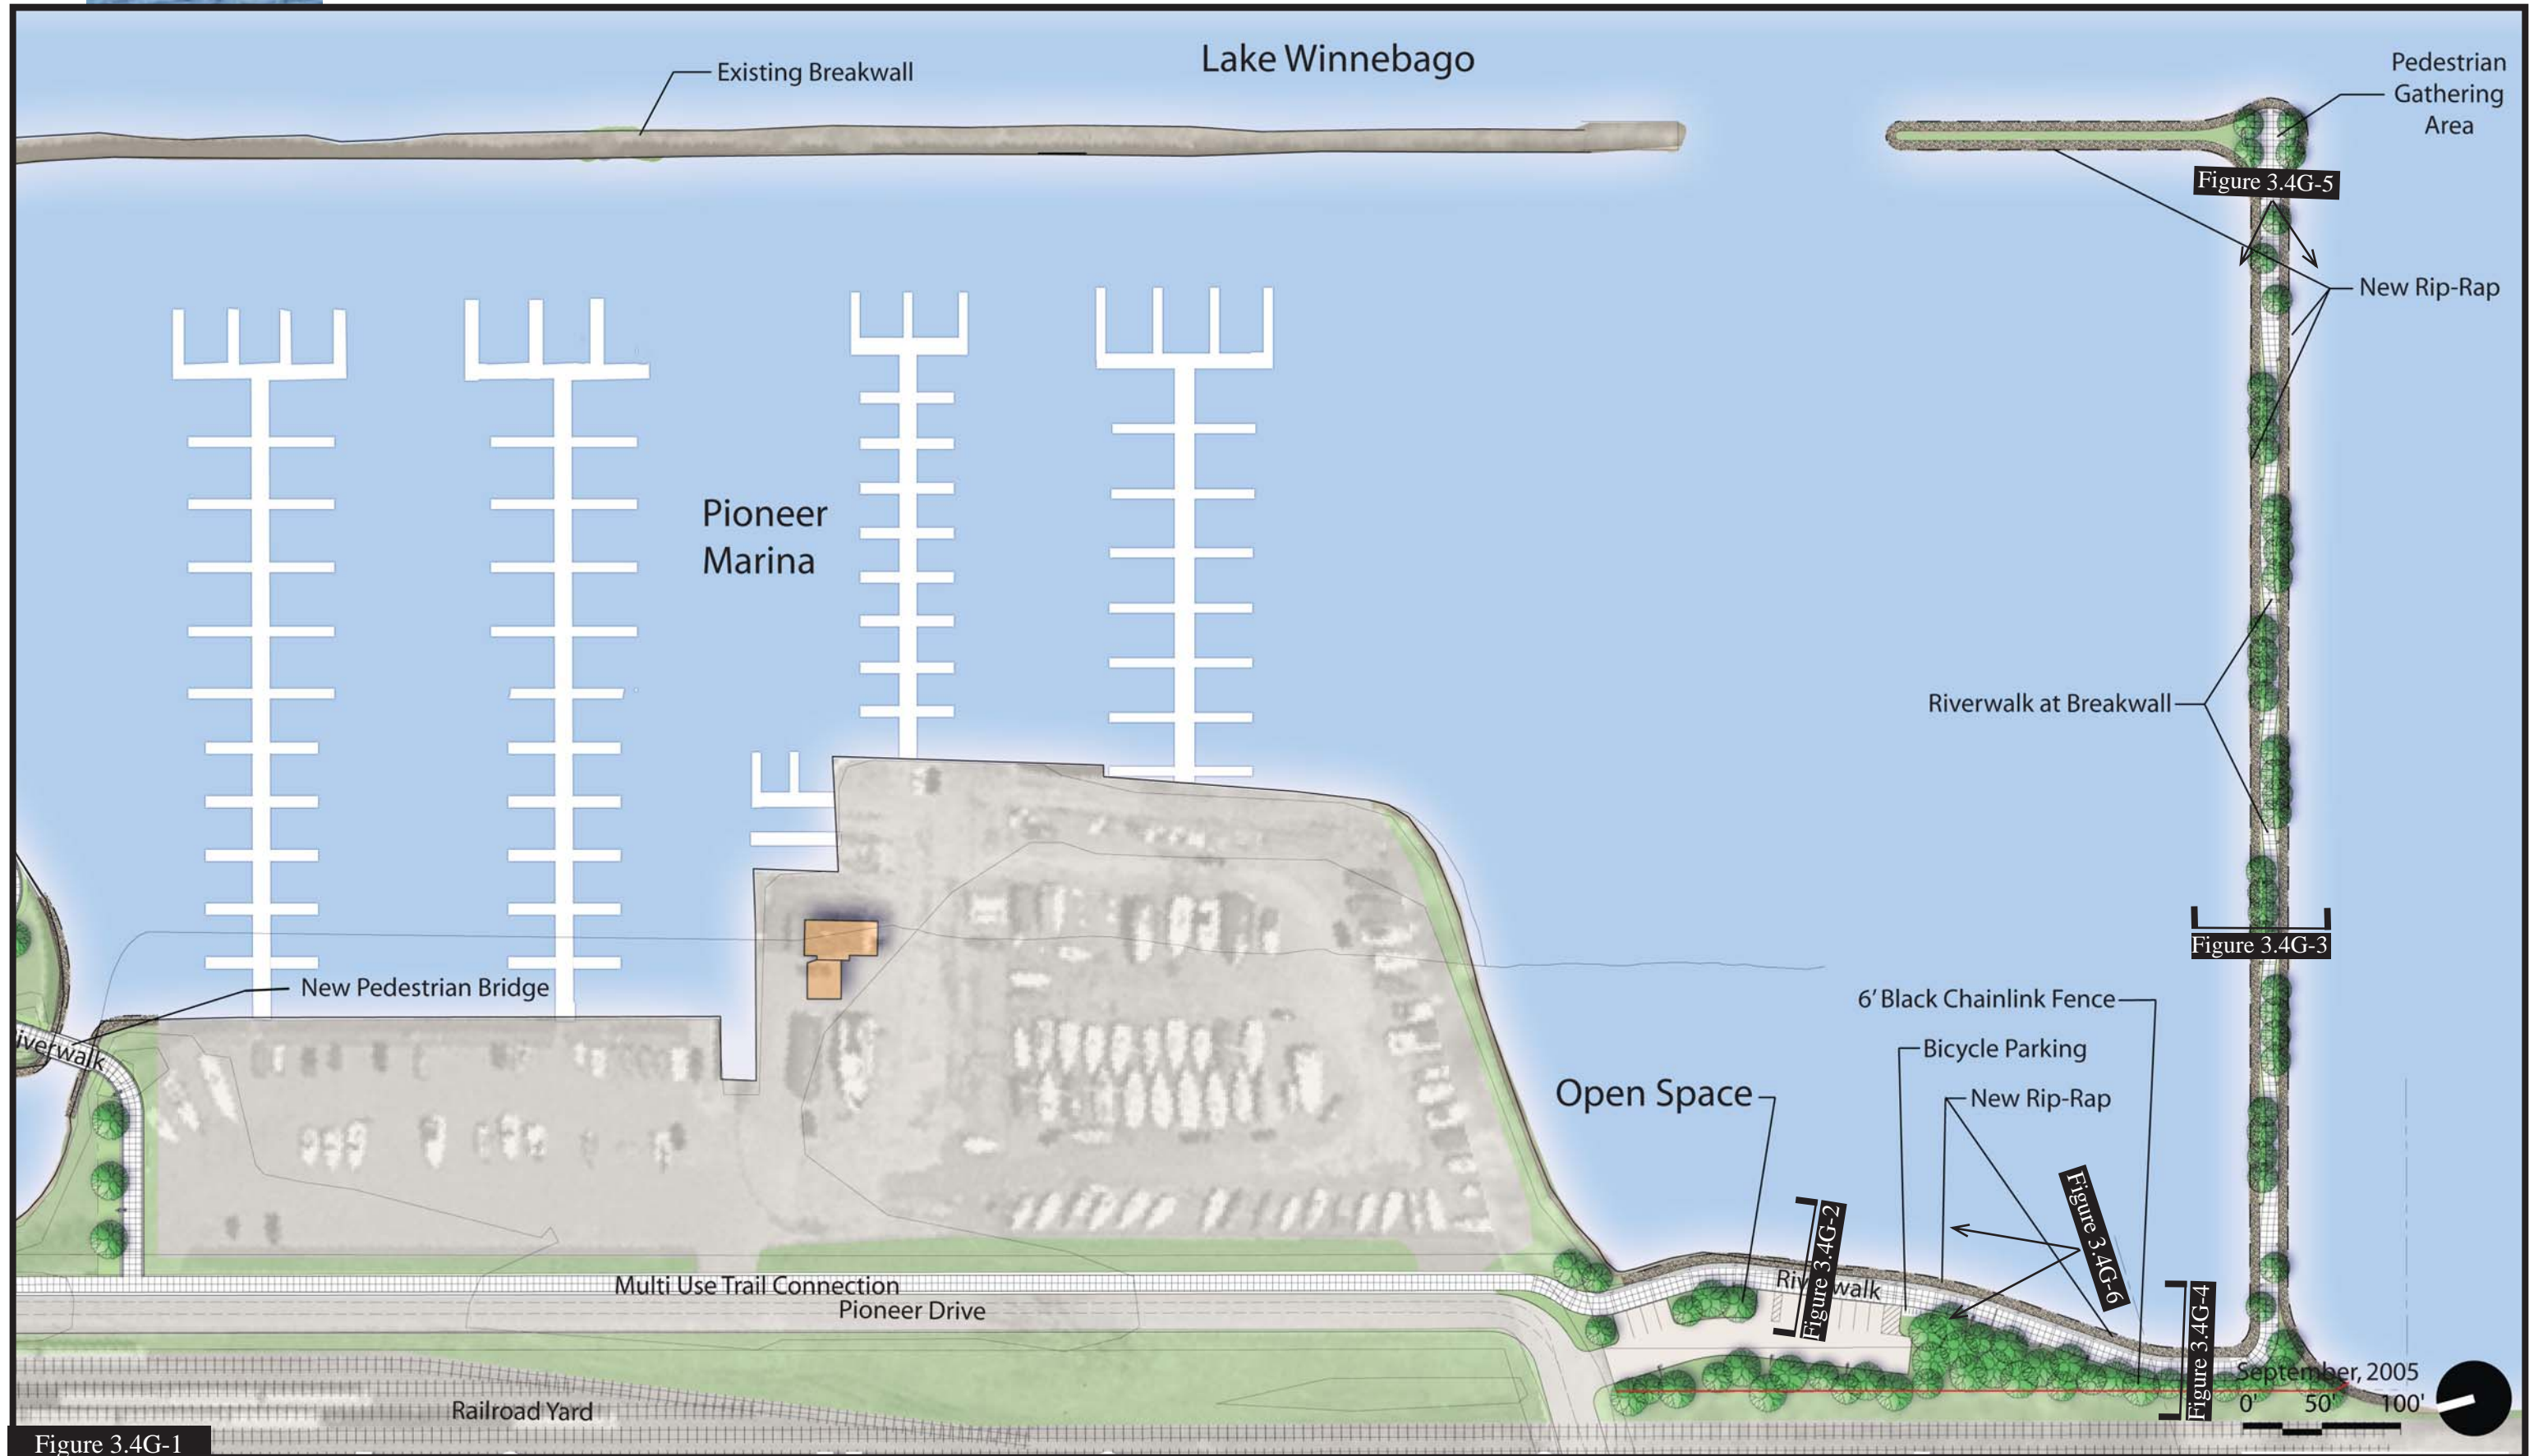 Lake Winnebago
Existing Breakwall
Pedestrian
Gathering
Area
Figure 3.4G-5
New Rip-Rap
Pioneer
Marina
Riverwalk at Breakwall
Figure 3.4G-3
New Pedestrian Bridge
6' Black Chainlink Fence
iverwalk
Bicycle Parking
Open Space
New Rip-Rap
Figure 3.4G-2
Figure 3.4G-6
Riverwalk
Figure 3.4G-4
Multi Use Trail Connection
Pioneer Drive
September, 2005
0' 50' 100'
Railroad Yard
Figure 3.4G-1